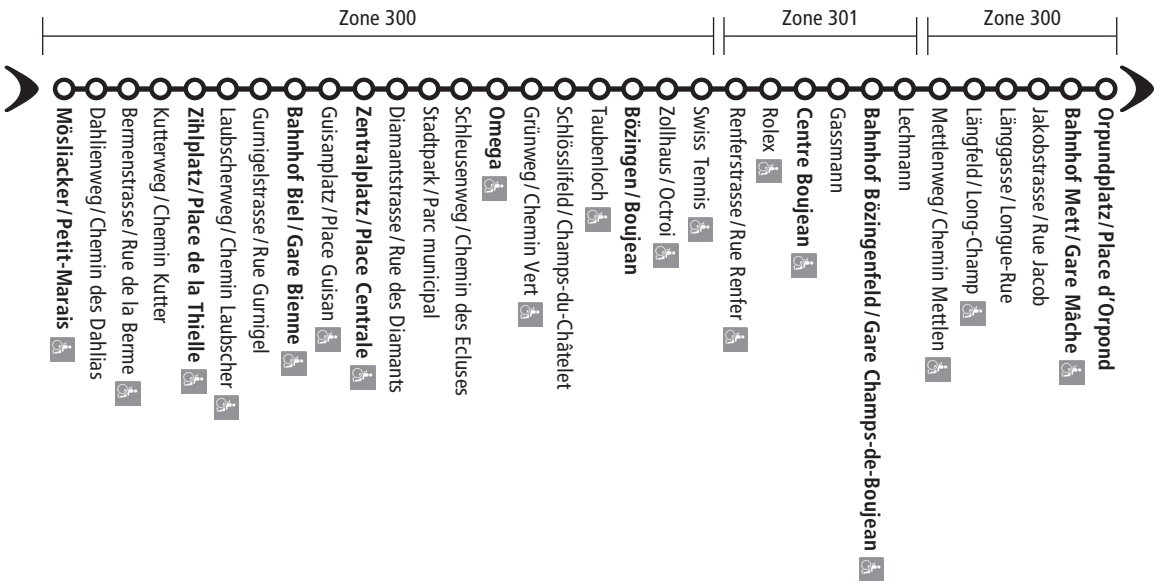 Zone 300
Zone 301
Zone 300
Mösliacker / Petit-Marais
Dahlienweg / Chemin des Dahlias
Bermenstrasse / Rue de la Berme
Kutterweg / Chemin Kutter
Zihlplatz / Place de la Thielle
Laubscherweg / Chemin Laubscher
Gurnigelstrasse / Rue Gurnigel
Bahnhof Biel / Gare Bienne
Guisanplatz / Place Guisan
Zentralplatz / Place Centrale
Diamantstrasse / Rue des Diamants
Stadtpark / Parc municipal
Schleusenweg / Chemin des Ecluses
Omega
Grünweg / Chemin Vert
Schlösslifeld / Champs-du-Châtelet
Taubenloch
Bözingen / Boujean
Zollhaus / Octroi
Swiss Tennis
Renferstrasse / Rue Renfer
Rolex
Centre Boujean
Gassmann
Bahnhof Bözingenfeld / Gare Champs-de-Boujean
Lechmann
Mettlenweg / Chemin Mettlen
Längfeld / Long-Champ
Länggasse / Longue-Rue
Jakobstrasse / Rue Jacob
Bahnhof Mett / Gare Mâche
Orpundplatz / Place d'Orpond